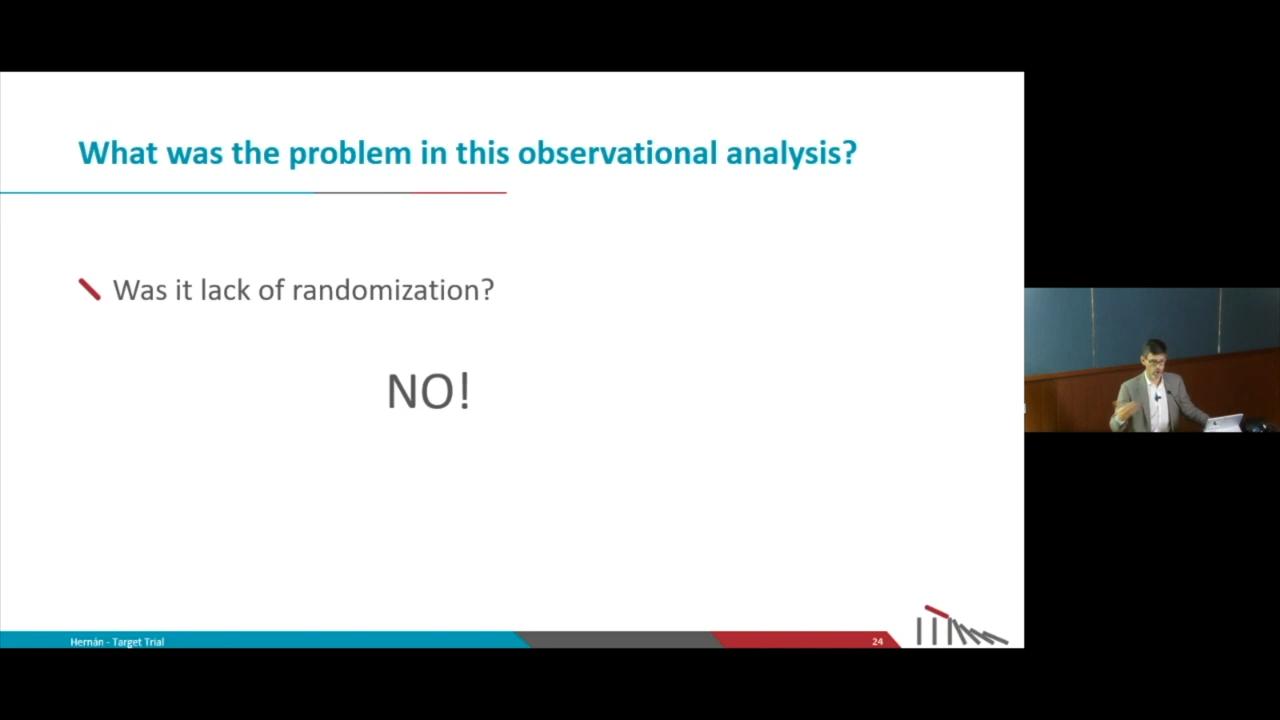 What was the problem in this observational analysis?
Was it lack of randomization?
NO!
Hernán - Target Trial
24